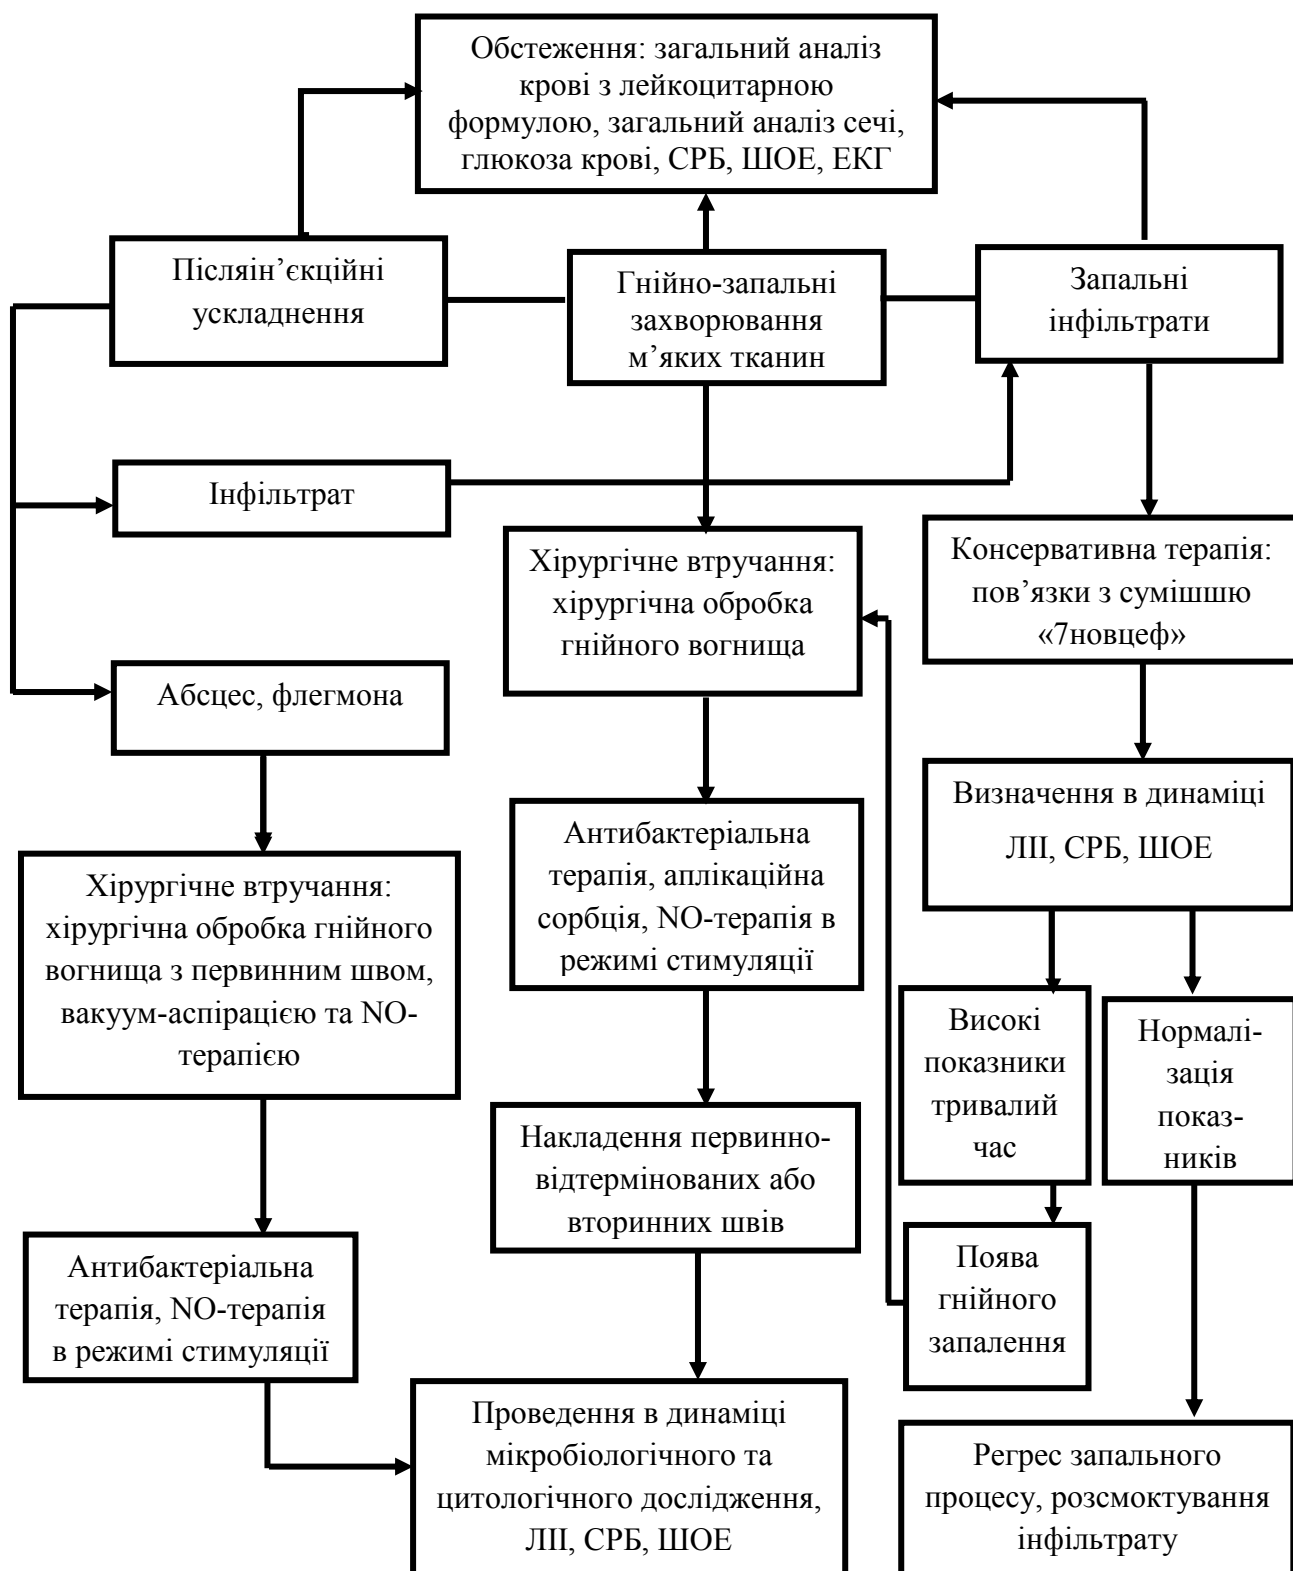 Обстеження: загальний аналіз
крові з лейкоцитарною
формулою, загальний аналіз сечі,
глюкоза крові, СРБ, ШОЕ, ЕКГ
Післяін’єкційні
ускладнення
Гнійно-запальні
захворювання
м’яких тканин
Запальні
інфільтрати
Інфільтрат
Хірургічне втручання:
хірургічна обробка
гнійного вогнища
Консервативна терапія:
пов’язки з сумішшю
«7новцеф»
Абсцес, флегмона
Визначення в динаміці
ЛІІ, СРБ, ШОЕ
Антибактеріальна
терапія, аплікаційна
сорбція, NO-терапія в
режимі стимуляції
Хірургічне втручання:
хірургічна обробка гнійного
вогнища з первинним швом,
вакуум-аспірацією та NO-
терапією
Високі
показники
тривалий
час
Нормалі-
зація
показ-
ників
Накладення первинно-
відтермінованих або
вторинних швів
Поява
гнійного
запалення
Антибактеріальна
терапія, NO-терапія
в режимі стимуляції
Проведення в динаміці
мікробіологічного та
цитологічного дослідження,
ЛІІ, СРБ, ШОЕ
Регрес запального
процесу, розсмоктування
інфільтрату